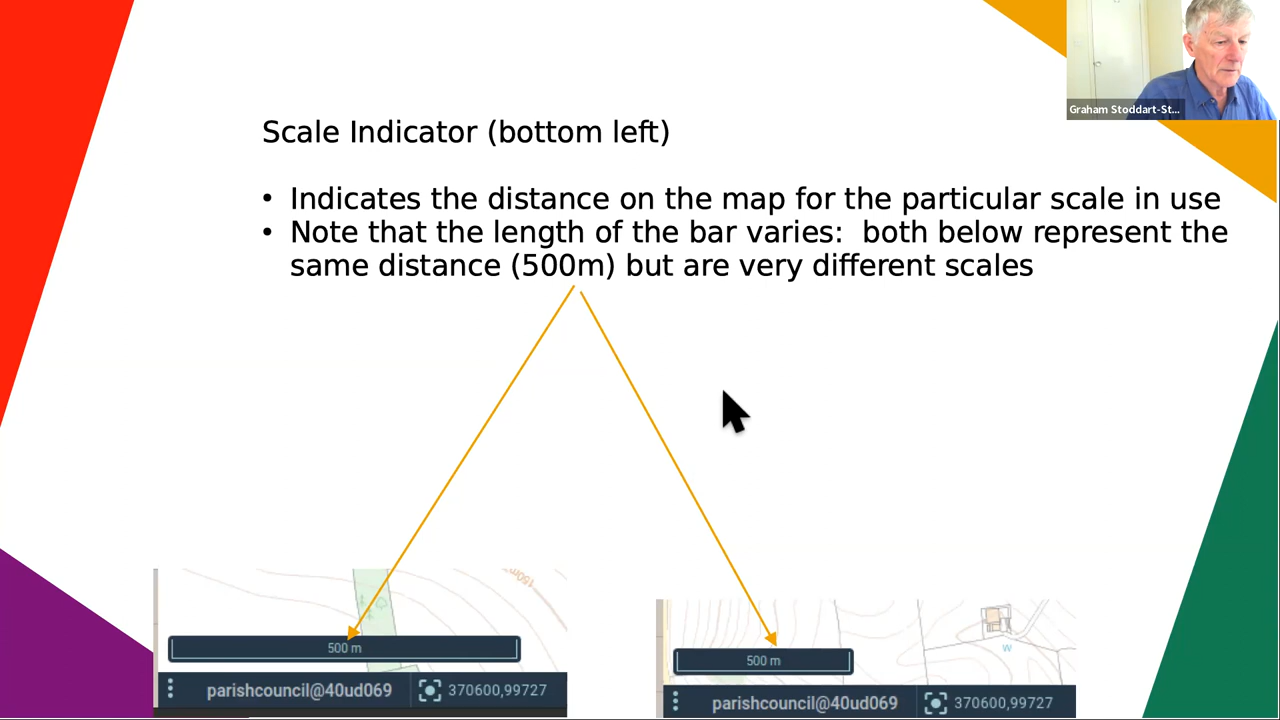 Graham Stoddart-St...
Scale Indicator (bottom left)
• Indicates the distance on the map for the particular scale in use
• Note that the length of the bar varies:  both below represent the
same distance (500m) but are very different scales
150m
500 m
parishcouncil@40ud069 370600,99727
W
500 m
parishcouncil@40ud069 370600,99727